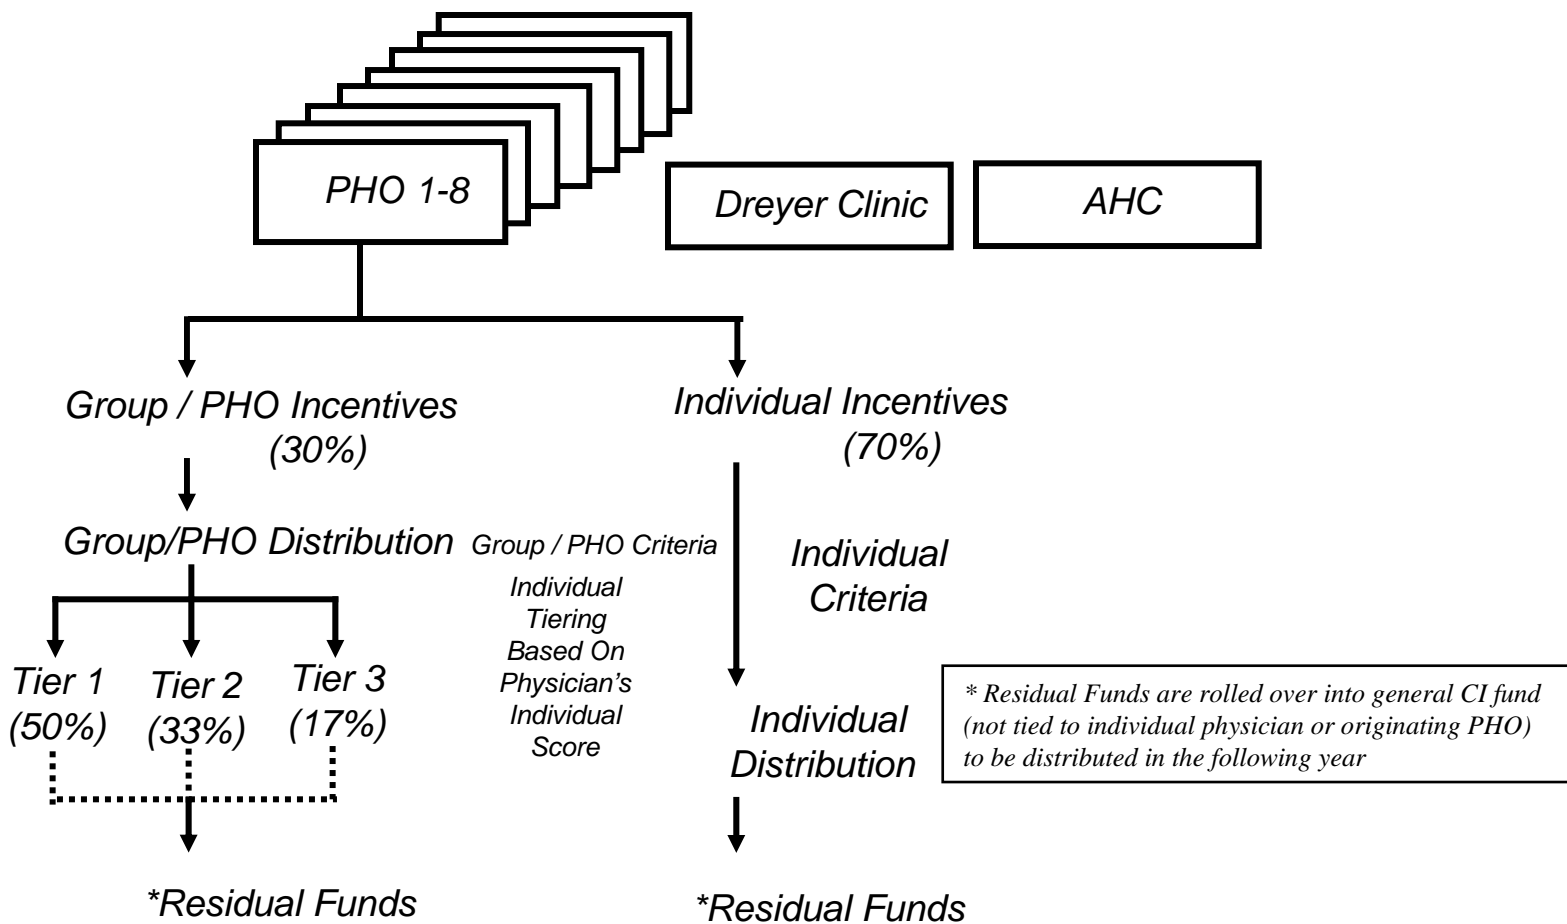 PHO 1-8
Dreyer Clinic
AHC
Group / PHO Incentives
(30%)
Individual Incentives
(70%)
Group/PHO Distribution
Group / PHO Criteria
Individual
Tiering
Based On
Physician's
Individual
Score
Individual
Criteria
Tier 1
(50%)
Tier 2
(33%)
Tier 3
(17%)
Individual
Distribution
* Residual Funds are rolled over into general CI fund
(not tied to individual physician or originating PHO)
to be distributed in the following year
*Residual Funds
*Residual Funds